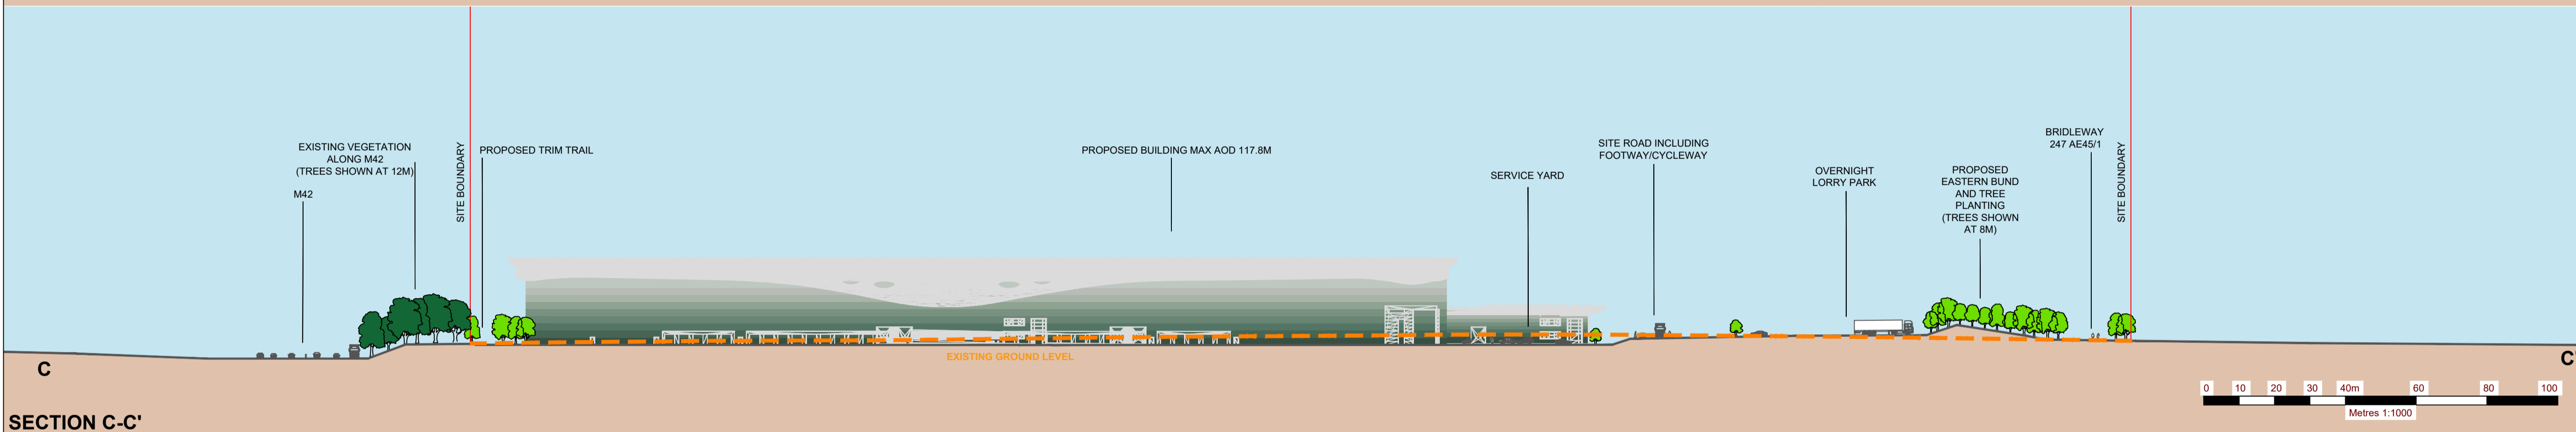 EXISTING VEGETATION
ALONG M42
(TREES SHOWN AT 12M)
M42
SITE BOUNDARY
PROPOSED TRIM TRAIL
PROPOSED BUILDING MAX AOD 117.8M
SERVICE YARD
SITE ROAD INCLUDING
FOOTWAY/CYCLEWAY
OVERNIGHT
LORRY PARK
PROPOSED
EASTERN BUND
AND TREE
PLANTING
(TREES SHOWN
AT 8M)
BRIDLEWAY
247 AE45/1
SITE BOUNDARY
EXISTING GROUND LEVEL
C
C'
0 10 20 30 40m 60 80 100
Metres 1:1000
SECTION C-C'